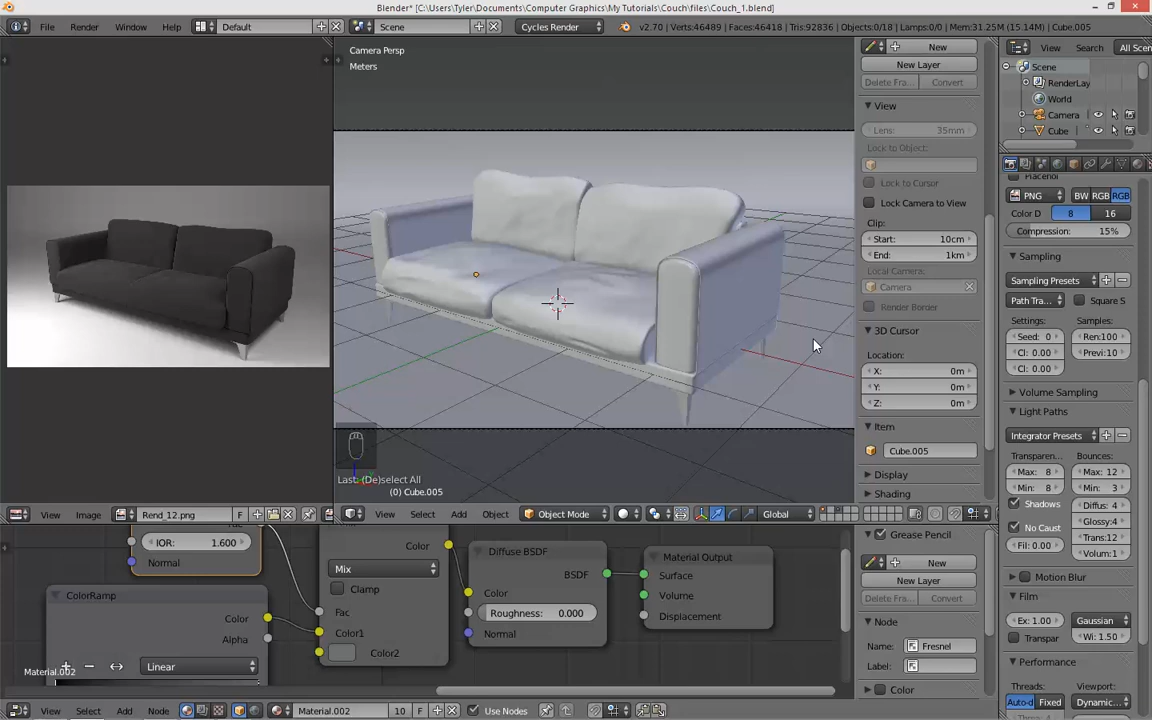 Blender* [C:\Users\Tyler\Documents\Computer Graphics\My Tutorials\Couch\files\Couch_1.blend]
File Render Window Help Default Scene Cycles Render v2.70 | Verts:46489 | Faces:46418 | Tris:92836 | Objects:0/18 | Lamps:0/0 | Mem:31.25M (15.14M) | Cube.005
Camera Persp
Meters
Last: (De)select All
(0) Cube.005
View Image Rend_12.png F
View Select Add Object Object Mode Global
New
New Layer
Delete Fra... Convert
View
Lens: 35mm
Lock to Object:
Lock to Cursor
Lock Camera to View
Clip:
Start: 10cm
End: 1km
Local Camera:
Camera
Render Border
3D Cursor
Location:
X: 0m
Y: 0m
Z: 0m
Item
Cube.005
Display
Shading
View Search All Scen
Scene
RenderLay
World
Camera
Cube
PNG BW RGB RGB
Color D 8 16
Compression: 15%
Sampling
Sampling Presets
Path Tra... Square S
Settings: Samples:
Seed: 0 Ren:100
Cl: 0.00 Previ:10
Cl: 0.00
Volume Sampling
Light Paths
Integrator Presets
Transparen... Bounces:
Max: 8 Max: 12
Min: 8 Min: 3
Shadows Diffus: 4
Glossy:4
No Caust Trans:12
Fil: 0.00 Volum:1
Motion Blur
Film
Ex: 1.00 Gaussian
Transpar Wi: 1.50
Performance
Threads: Viewport:
Auto-d Fixed Dynamic...
IOR: 1.600
Normal
ColorRamp
Color
Alpha
Linear
Material.002
Color
Mix
Clamp
Fac
Color1
Color2
Diffuse BSDF
BSDF
Color
Roughness: 0.000
Normal
Material Output
Surface
Volume
Displacement
Grease Pencil
New
New Layer
Delete Fra... Convert
Node
Name: Fresnel
Label:
Color
View Select Add Node Material.002 10 F Use Nodes